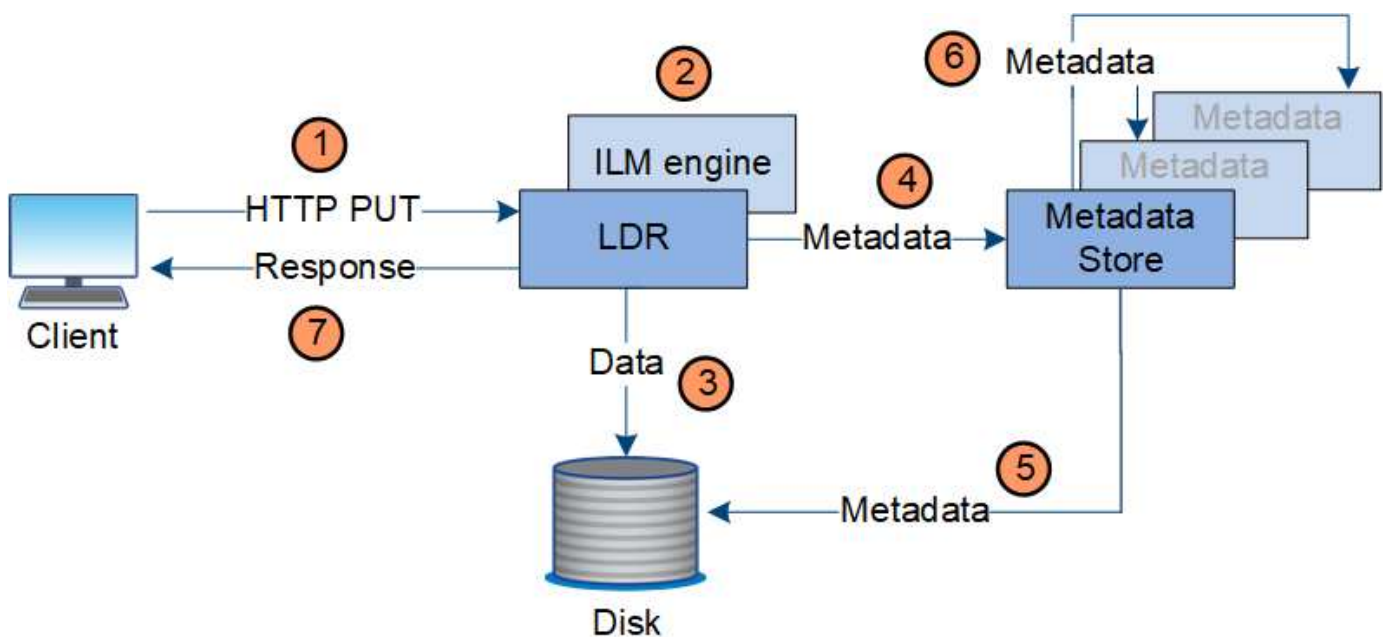 6
Metadata
2
Metadata
1
Metadata
ILM engine
4
HTTP PUT
LDR
Metadata
Metadata
Store
Response
Client
7
Data
3
5
Metadata
Disk